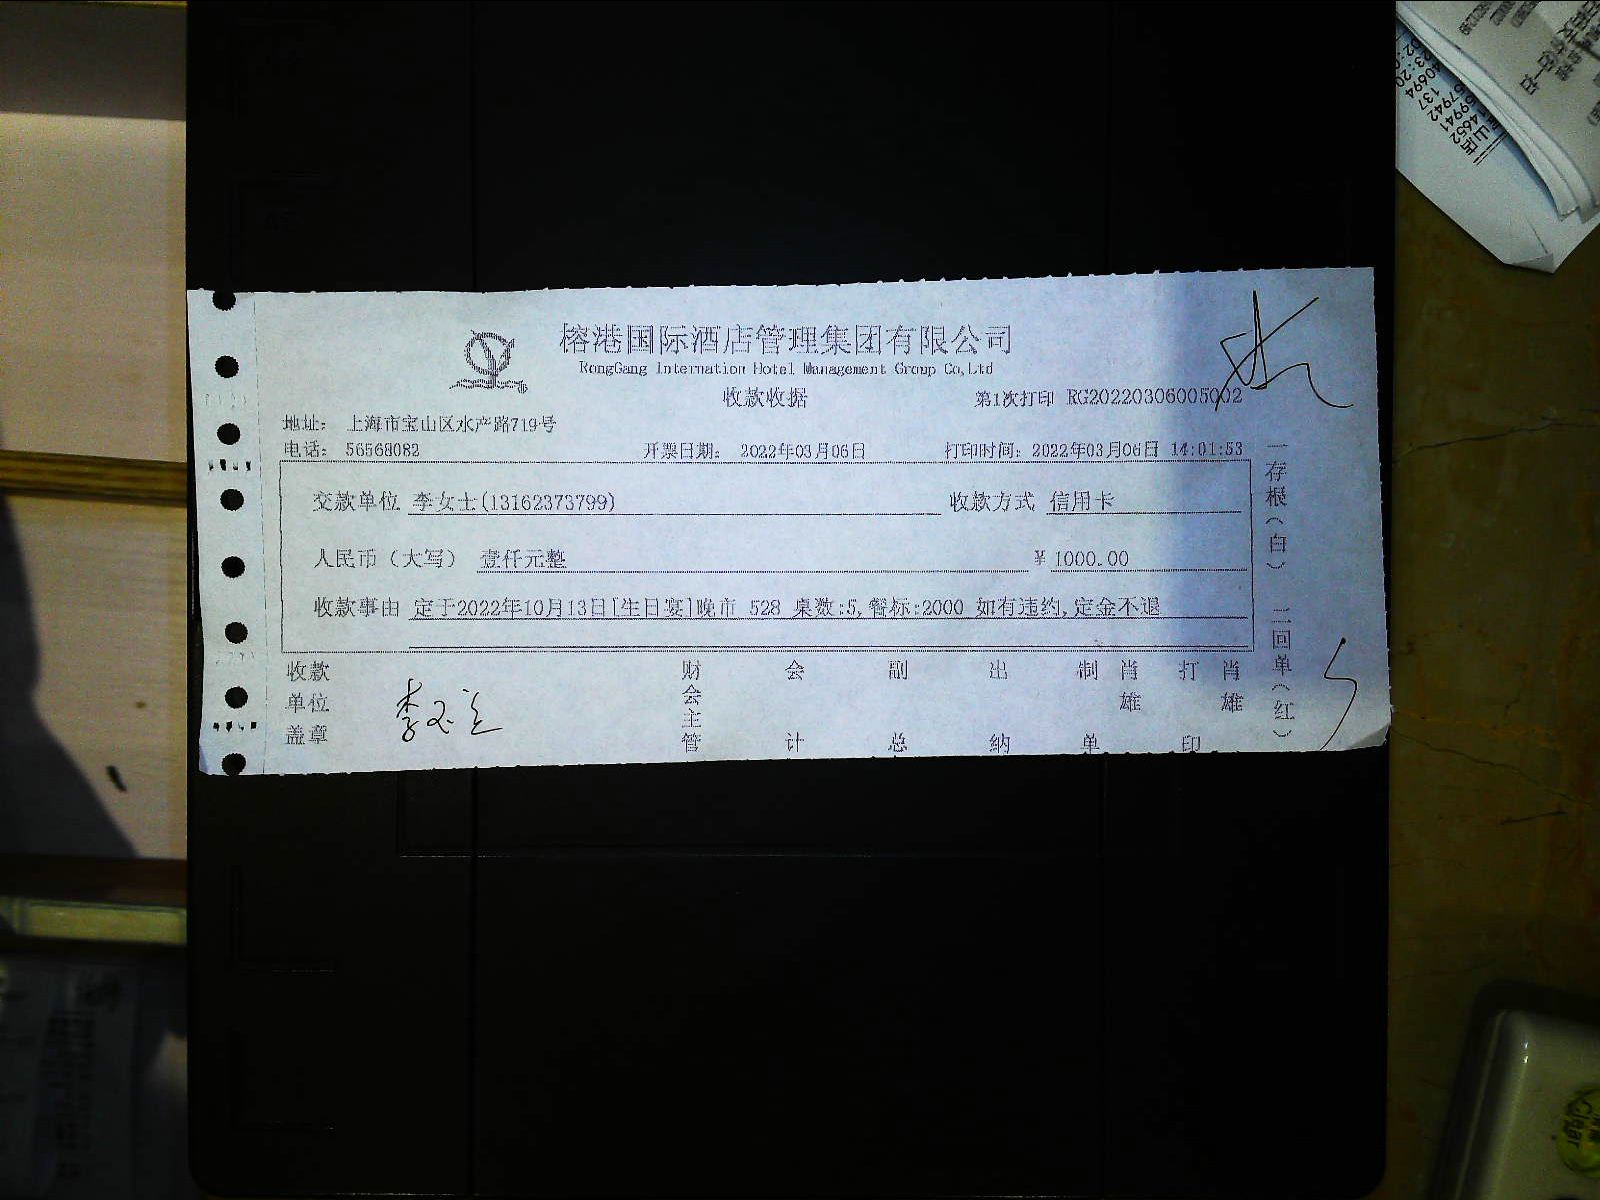 榕港国际酒店管理集团有限公司
RongGang Internation Hotel Management Group Co,Ltd
收款收据
第1次打印 RG20220306005002
地址： 上海市宝山区水产路719号
电话： 56568082 开票日期： 2022年03月06日 打印时间：2022年03月06日 14:01:53
交款单位 李女士(13162373799) 收款方式 信用卡
人民币（大写） 壹仟元整 ¥ 1000.00
收款事由 定于2022年10月13日[生日宴]晚市 528 桌数:5,餐标:2000 如有违约,定金不退
收款单位盖章
财会主管 会计 副总 出纳 制单 肖雄 打印 肖雄
一存根（白） 二回单（红）